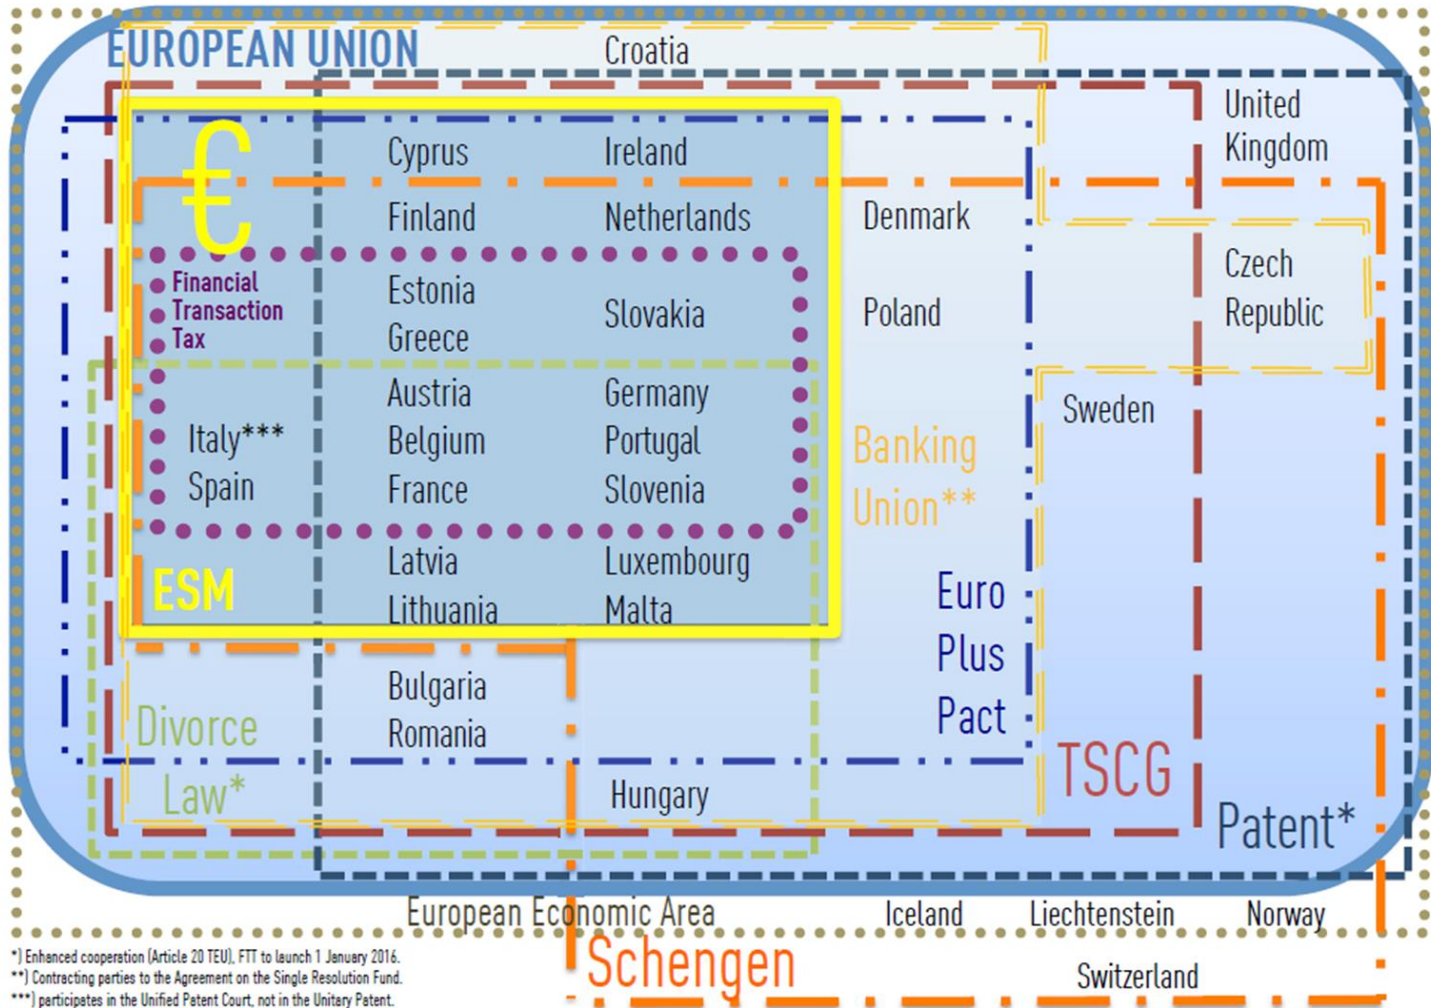 EUROPEAN UNION
Croatia
United
Kingdom
€
Cyprus
Ireland
Finland
Netherlands
Denmark
Financial
Transaction
Tax
Estonia
Greece
Slovakia
Poland
Czech
Republic
Austria
Germany
Sweden
Italy***
Belgium
Portugal
Banking
Union**
Spain
France
Slovenia
ESM
Latvia
Luxembourg
Lithuania
Malta
Euro
Plus
Pact
Bulgaria
Romania
Divorce
Law*
Hungary
TSCG
Patent*
European Economic Area
Iceland
Liechtenstein
Norway
Schengen
Switzerland
*) Enhanced cooperation (Article 20 TEU), FTT to launch 1 January 2016.
**) Contracting parties to the Agreement on the Single Resolution Fund.
***) participates in the Unified Patent Court, not in the Unitary Patent.